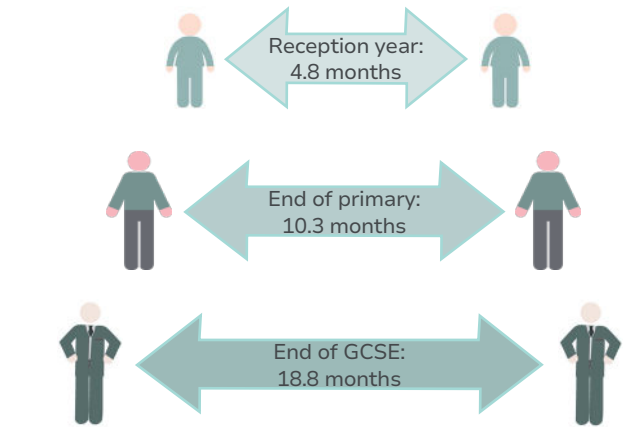 Reception year:
4.8 months
End of primary:
10.3 months
End of GCSE:
18.8 months